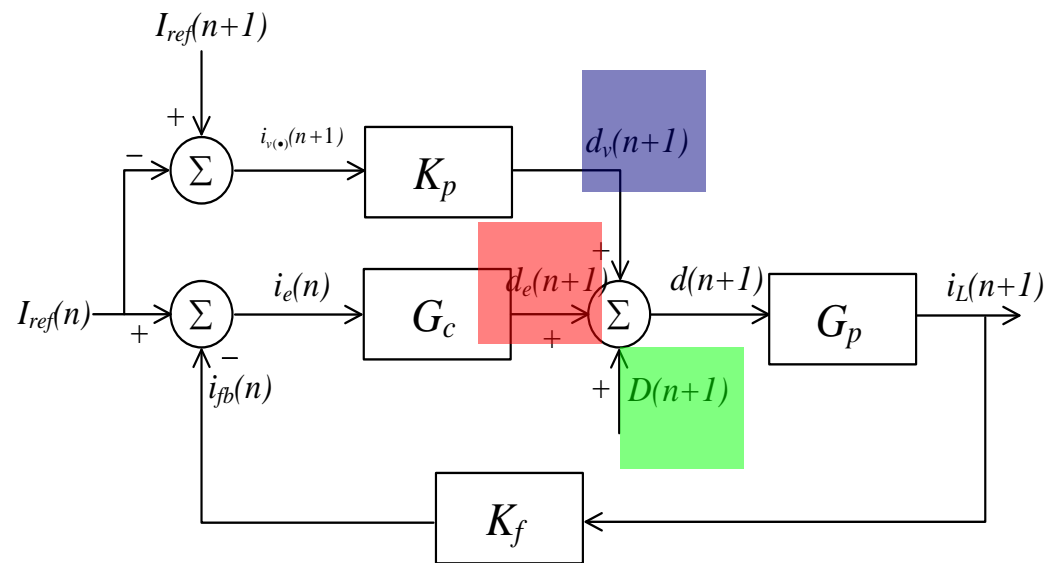 I_ref(n+1)
+
i_v(•)(n+1)
d_v(n+1)
−
Σ
K_p
+
i_e(n)
d_e(n+1)
d(n+1)
i_L(n+1)
I_ref(n)
+
Σ
G_c
+
Σ
G_p
−
i_fb(n)
+
D(n+1)
K_f